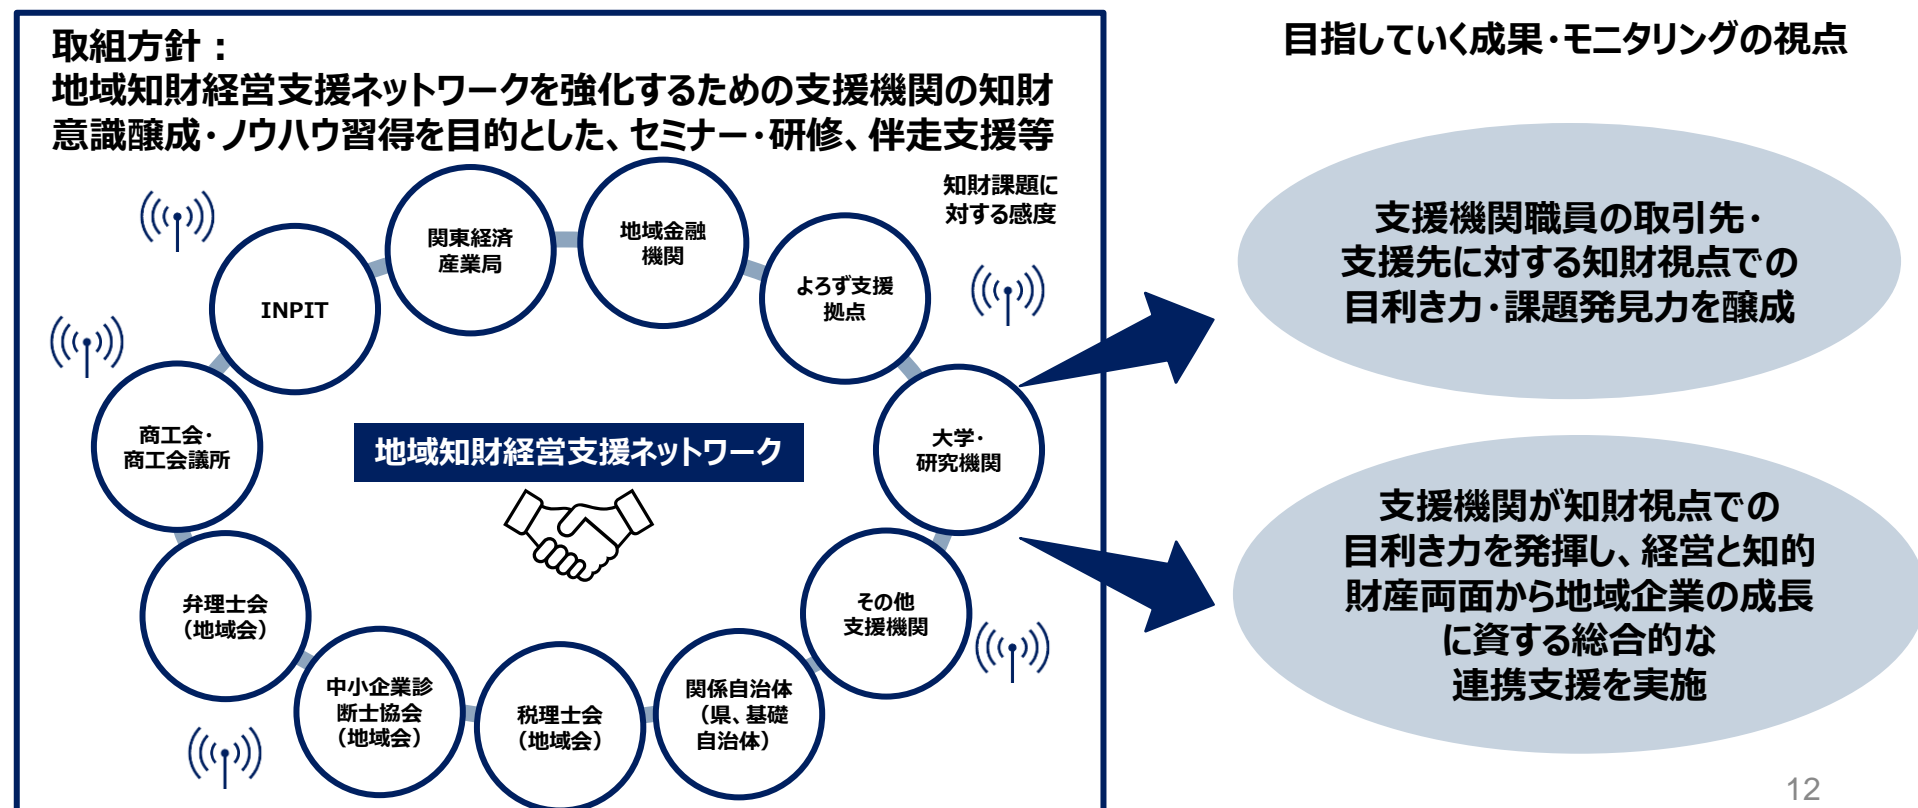 取組方針：
地域知財経営支援ネットワークを強化するための支援機関の知財
意識醸成・ノウハウ習得を目的とした、セミナー・研修、伴走支援等
知財課題に
対する感度
関東経済
産業局
地域金融
機関
INPIT
よろず支援
拠点
商工会・
商工会議所
地域知財経営支援ネットワーク
大学・
研究機関
弁理士会
（地域会）
その他
支援機関
中小企業診
断士協会
（地域会）
税理士会
（地域会）
関係自治体
（県、基礎
自治体）
目指していく成果・モニタリングの視点
支援機関職員の取引先・
支援先に対する知財視点での
目利き力・課題発見力を醸成
支援機関が知財視点での
目利き力を発揮し、経営と知的
財産両面から地域企業の成長
に資する総合的な
連携支援を実施
12